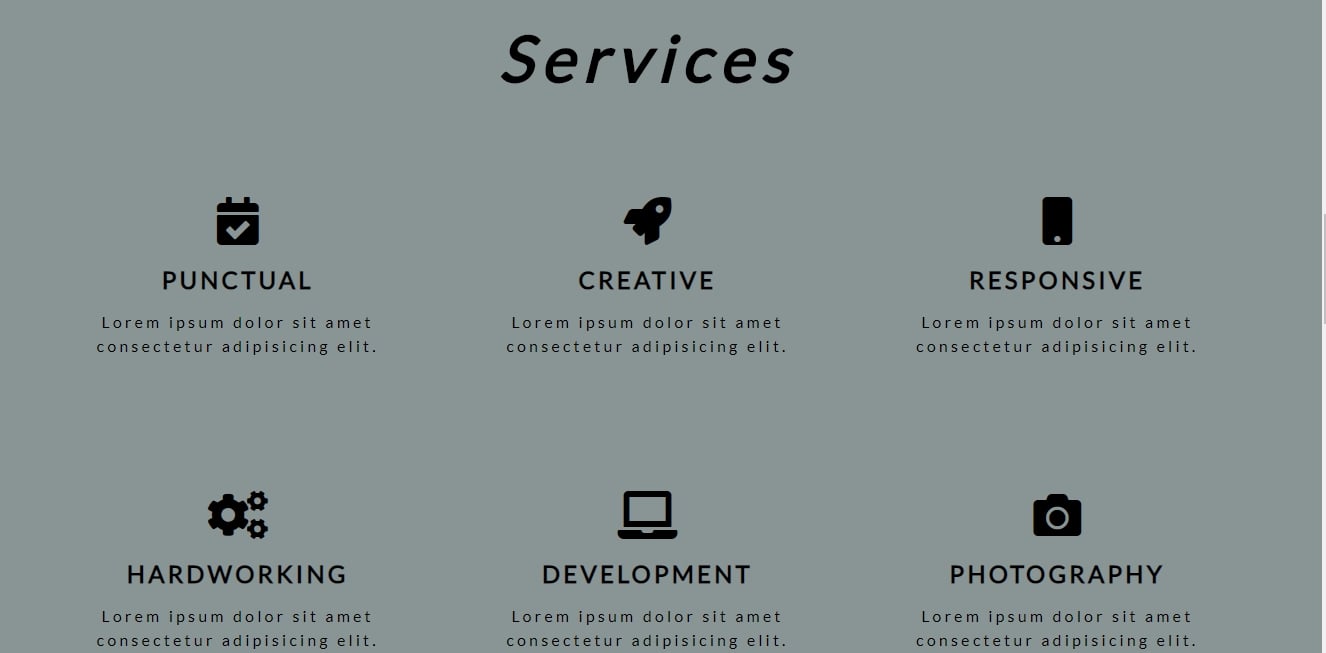 Services
PUNCTUAL
Lorem ipsum dolor sit amet
consectetur adipisicing elit.
CREATIVE
Lorem ipsum dolor sit amet
consectetur adipisicing elit.
RESPONSIVE
Lorem ipsum dolor sit amet
consectetur adipisicing elit.
HARDWORKING
Lorem ipsum dolor sit amet
consectetur adipisicing elit.
DEVELOPMENT
Lorem ipsum dolor sit amet
consectetur adipisicing elit.
PHOTOGRAPHY
Lorem ipsum dolor sit amet
consectetur adipisicing elit.